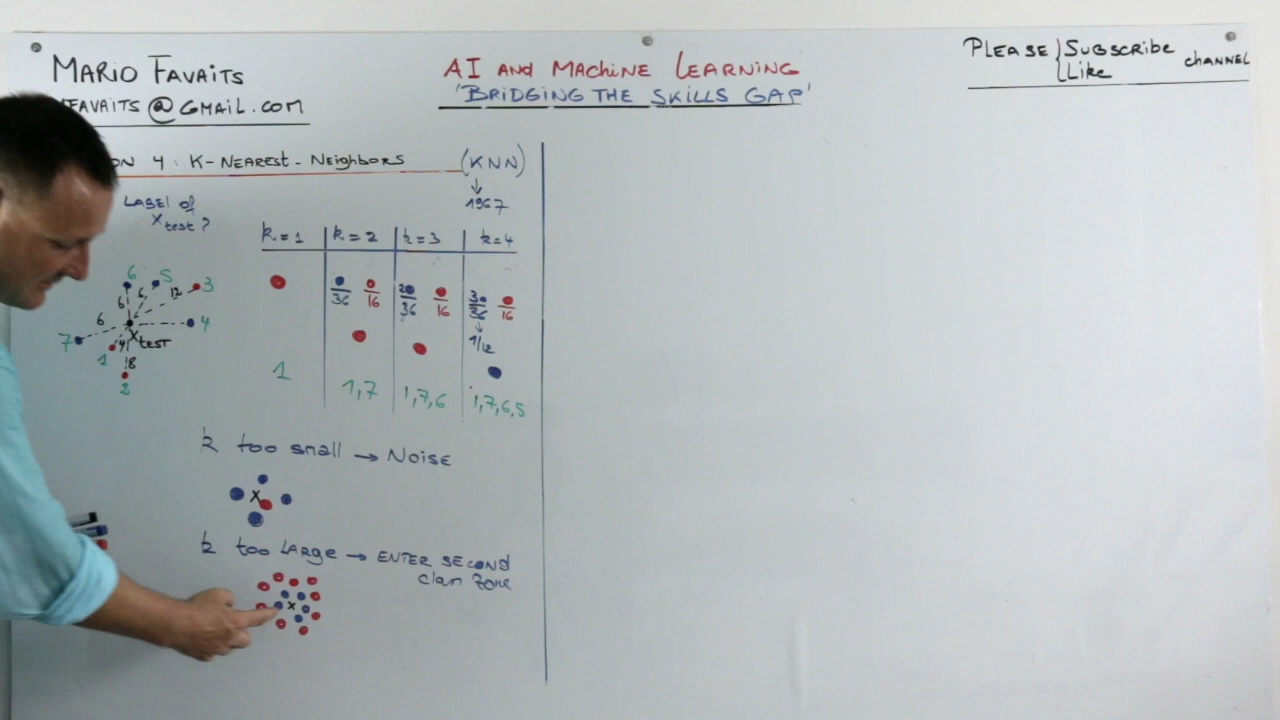 MARIO FAVAITS
FAVAITS@GMAIL.COM
AI AND MACHINE LEARNING
'BRIDGING THE SKILLS GAP'
PLEASE SUBSCRIBE CHANNEL
LIKE
ON 4: K-NEAREST-NEIGHBORS (KNN)
1967
LABEL of
X test ?
k=1 k=2 k=3 k=4
6 5 3
6 6 12
6 4
7 X TEST
1 4 8
2
36 16 36 16 16
1/12
1 1,7 1,7,6 1,7,6,5
k too small → NOISE
X
k too LARGE → ENTER SECOND
class ZONE
X